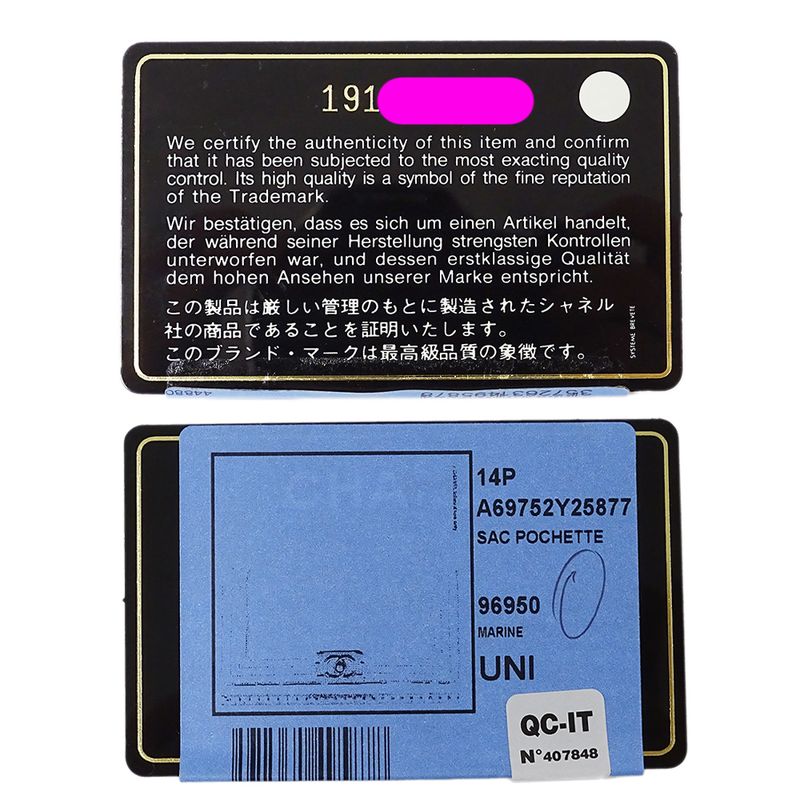 191
We certify the authenticity of this item and confirm
that it has been subjected to the most exacting quality
control. Its high quality is a symbol of the fine reputation
of the Trademark.
Wir bestätigen, dass es sich um einen Artikel handelt,
der während seiner Herstellung strengsten Kontrollen
unterworfen war, und dessen erstklassige Qualität
dem hohen Ansehen unserer Marke entspricht.
この製品は厳しい管理のもとに製造されたシャネル
社の商品であることを証明いたします。
このブランド・マークは最高級品質の象徴です。
SYSTEME BREVETE
14P
A69752Y25877
SAC POCHETTE
96950
MARINE
UNI
QC-IT
N°407848